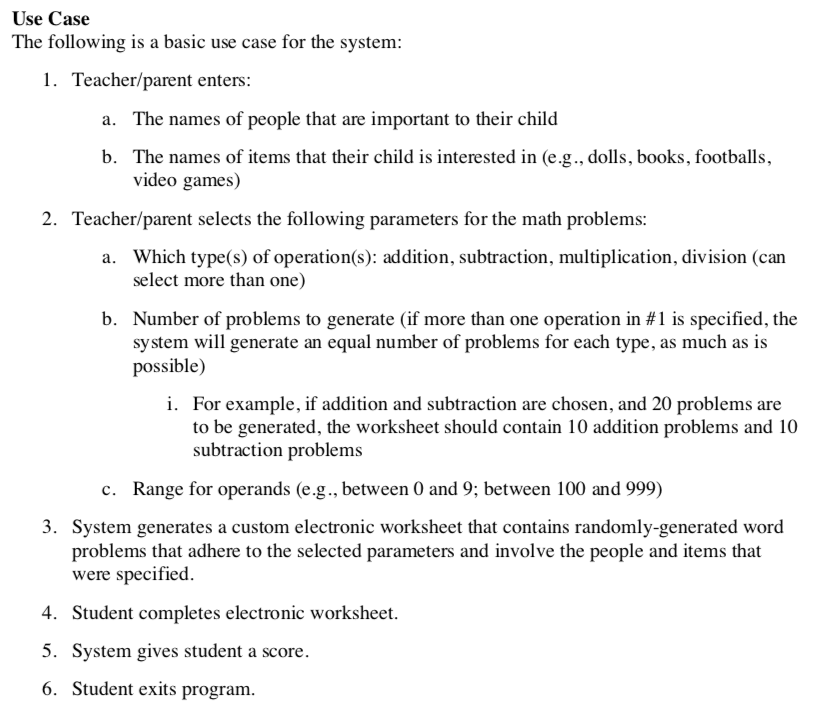 Use Case
The following is a basic use case for the system:
1. Teacher/parent enters:
a. The names of people that are important to their child
b. The names of items that their child is interested in (e.g., dolls, books, footballs,
video games)
2. Teacher/parent selects the following parameters for the math problems:
a. Which type(s) of operation(s): addition, subtraction, multiplication, division (can
select more than one)
b. Number of problems to generate (if more than one operation in #1 is specified, the
system will generate an equal number of problems for each type, as much as is
possible)
i. For example, if addition and subtraction are chosen, and 20 problems are
to be generated, the worksheet should contain 10 addition problems and 10
subtraction problems
c. Range for operands (e.g., between 0 and 9; between 100 and 999)
3. System generates a custom electronic worksheet that contains randomly-generated word
problems that adhere to the selected parameters and involve the people and items that
were specified.
4. Student completes electronic worksheet.
5. System gives student a score.
6. Student exits program.